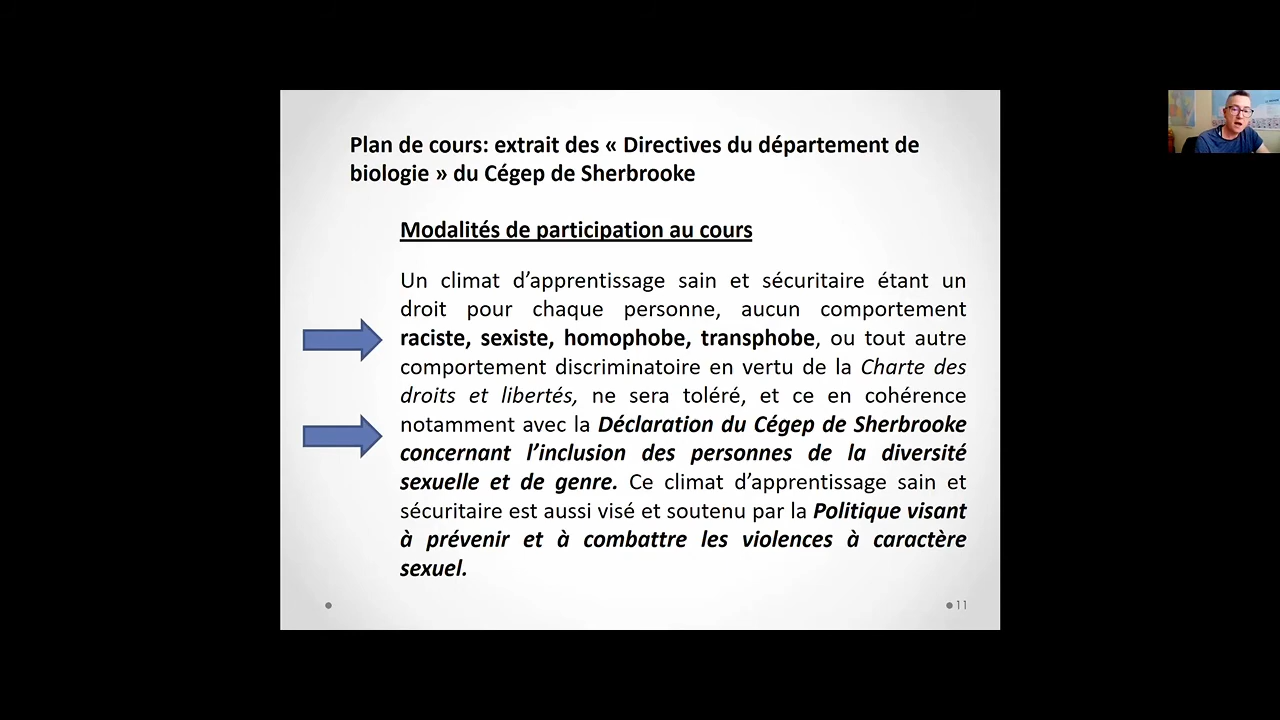 Plan de cours: extrait des « Directives du département de
biologie » du Cégep de Sherbrooke
Modalités de participation au cours
Un climat d’apprentissage sain et sécuritaire étant un
droit pour chaque personne, aucun comportement
raciste, sexiste, homophobe, transphobe, ou tout autre
comportement discriminatoire en vertu de la Charte des
droits et libertés, ne sera toléré, et ce en cohérence
notamment avec la Déclaration du Cégep de Sherbrooke
concernant l’inclusion des personnes de la diversité
sexuelle et de genre. Ce climat d’apprentissage sain et
sécuritaire est aussi visé et soutenu par la Politique visant
à prévenir et à combattre les violences à caractère
sexuel.
11